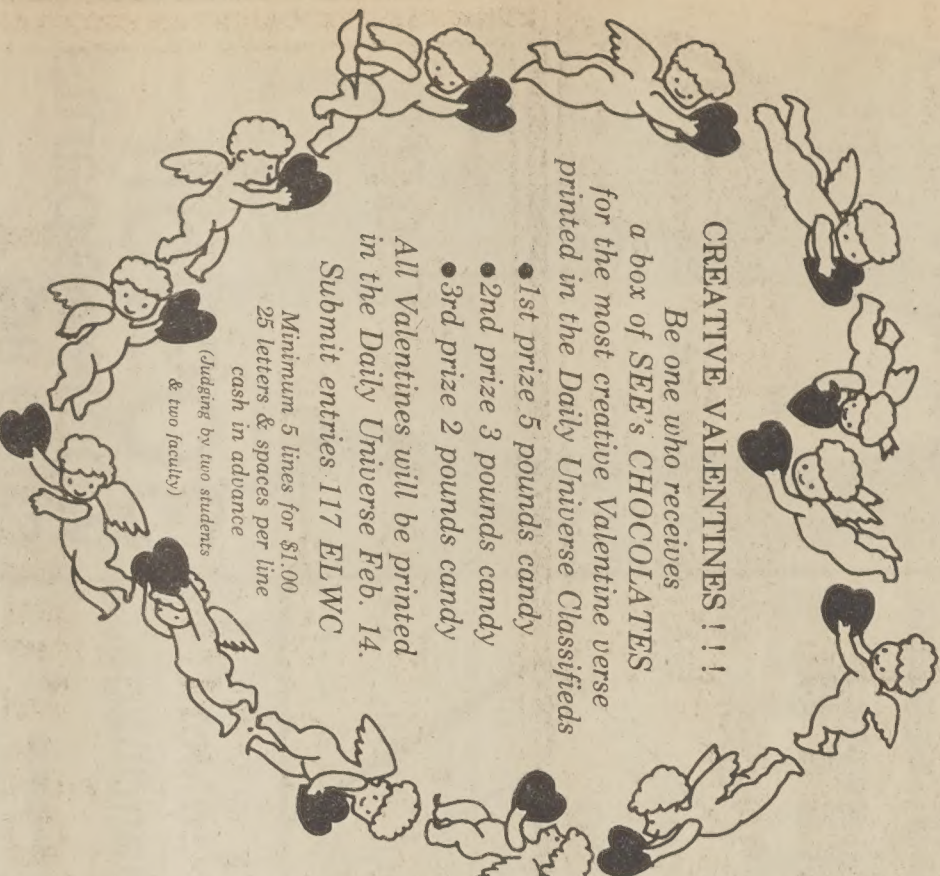 CREATIVE VALENTINES ! ! !
Be one who receives
a box of SEE's CHOCOLATES
for the most creative Valentine verse
printed in the Daily Universe Classifieds
●1st prize 5 pounds candy
●2nd prize 3 pounds candy
●3rd prize 2 pounds candy
All Valentines will be printed
in the Daily Universe Feb. 14.
Submit entries 117 ELWC
Minimum 5 lines for $1.00
25 letters & spaces per line
cash in advance
(Judging by two students
& two faculty)